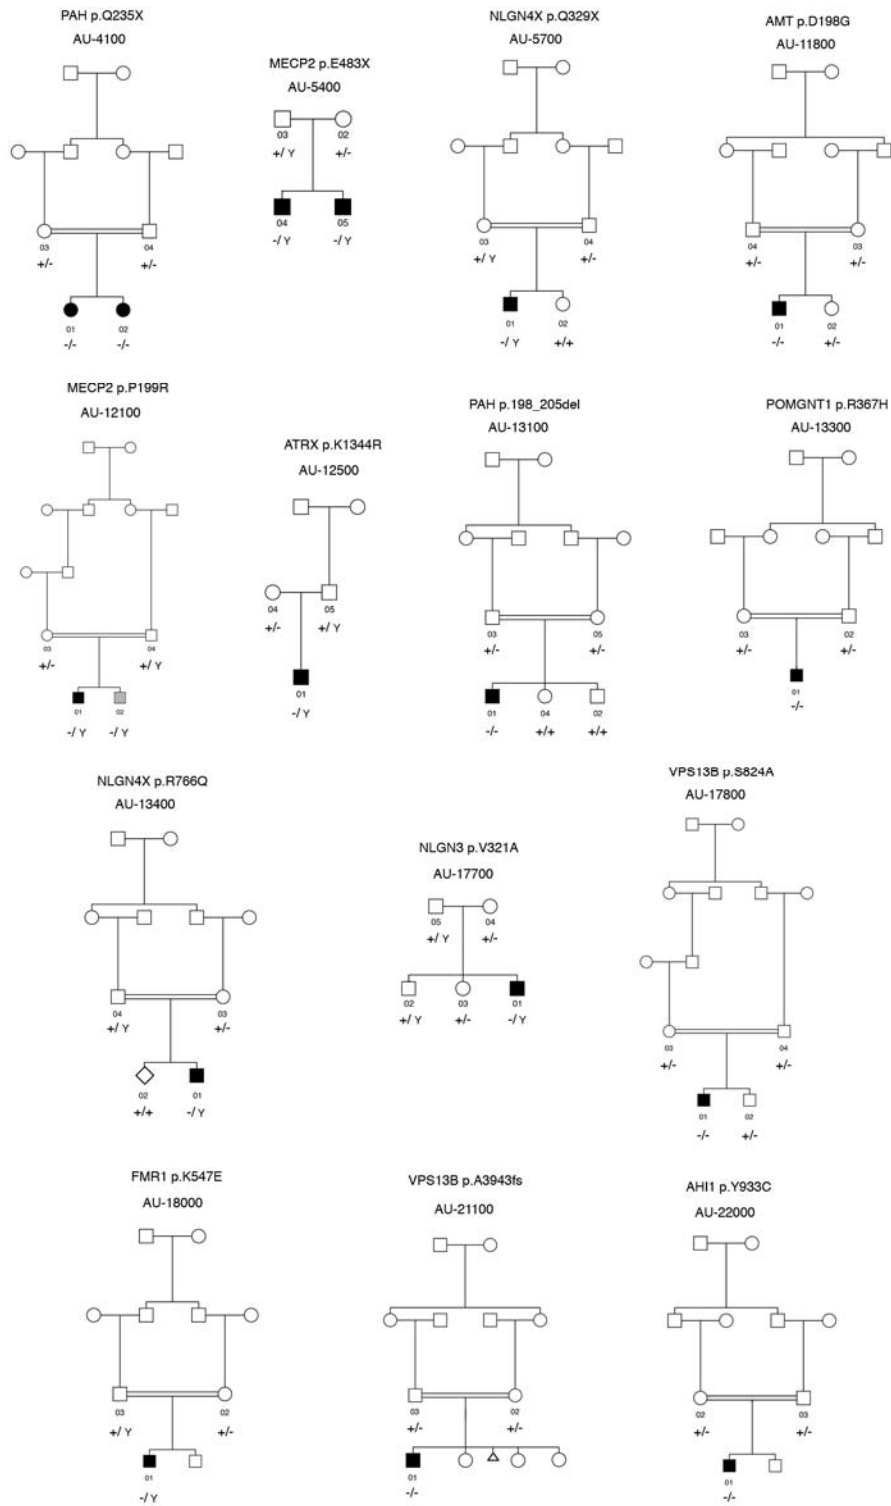 PAH p.Q235X
AU-4100
03
+/-
04
+/-
01
-/-
02
-/-
MECP2 p.E483X
AU-5400
03
+/ Y
02
+/-
04
-/ Y
05
-/ Y
NLGN4X p.Q329X
AU-5700
03
+/ Y
04
+/-
01
-/ Y
02
+/+
AMT p.D198G
AU-11800
04
+/-
03
+/-
01
-/-
02
+/-
MECP2 p.P199R
AU-12100
03
+/-
04
+/ Y
01
-/ Y
02
-/ Y
ATRX p.K1344R
AU-12500
04
+/-
05
+/ Y
01
-/ Y
PAH p.198_205del
AU-13100
03
+/-
05
+/-
01
-/-
04
+/+
02
+/+
POMGNT1 p.R367H
AU-13300
03
+/-
02
+/-
01
-/-
NLGN4X p.R766Q
AU-13400
04
+/ Y
03
+/-
02
+/+
01
-/ Y
NLGN3 p.V321A
AU-17700
05
+/ Y
04
+/-
02
+/ Y
03
+/-
01
-/ Y
VPS13B p.S824A
AU-17800
03
+/-
04
+/-
01
-/-
02
+/-
FMR1 p.K547E
AU-18000
03
+/ Y
02
+/-
01
-/ Y
VPS13B p.A3943fs
AU-21100
03
+/-
02
+/-
01
-/-
AHI1 p.Y933C
AU-22000
02
+/-
03
+/-
01
-/-